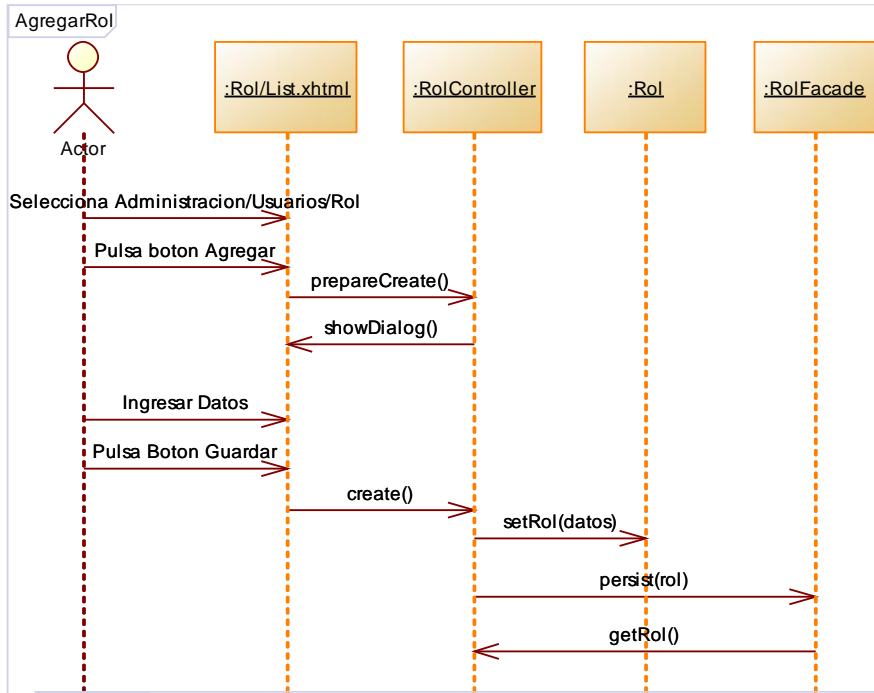 AgregarRol
:Rol/List.xhtml
:RolController
:Rol
:RolFacade
Actor
Selecciona Administracion/Usuarios/Rol
Pulsa boton Agregar
prepareCreate()
showDialog()
Ingresar Datos
Pulsa Boton Guardar
create()
setRol(datos)
persist(rol)
getRol()